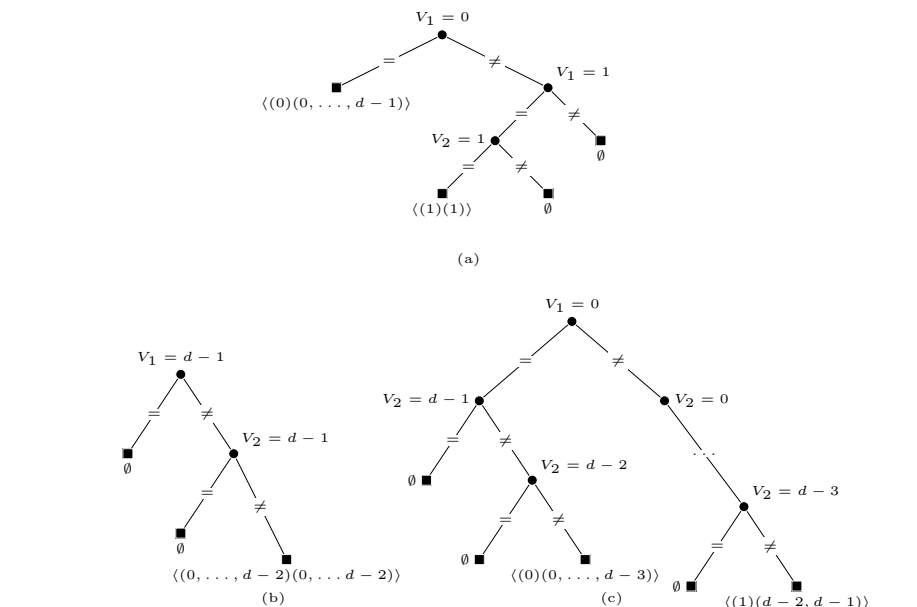 V₁ = 0
= ≠
V₁ = 1
⟨(0)(0, . . . , d − 1)⟩
= ≠
V₂ = 1
∅
= ≠
⟨(1)(1)⟩ ∅
(a)
V₁ = 0
V₁ = d − 1
= ≠
V₂ = d − 1 V₂ = 0
= ≠
V₂ = d − 1
= ≠
. . .
∅
V₂ = d − 2
∅
V₂ = d − 3
= ≠
= ≠
∅
= ≠
∅
∅
⟨(0, . . . , d − 2)(0, . . . d − 2)⟩ ⟨(0)(0, . . . , d − 3)⟩
∅
(b) (c)
⟨(1)(d − 2, d − 1)⟩